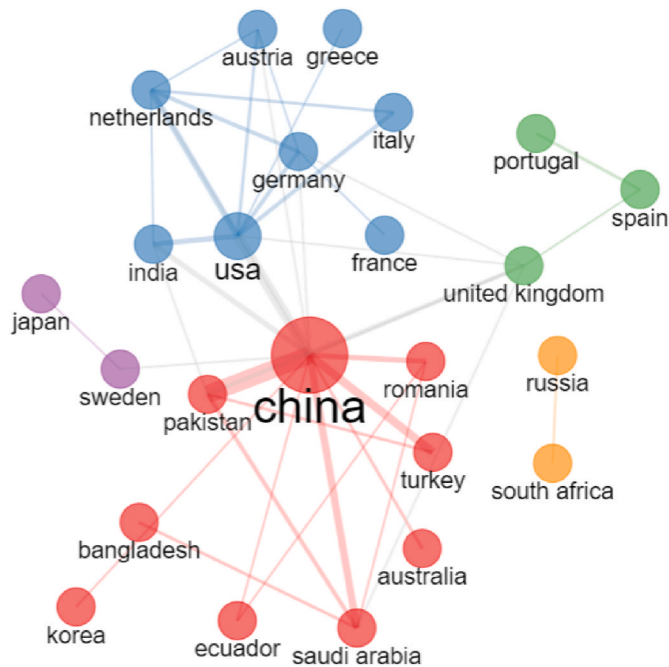 austria
greece
netherlands
italy
portugal
germany
spain
india
usa
france
united kingdom
japan
sweden
china
romania
russia
pakistan
turkey
south africa
bangladesh
australia
korea
ecuador
saudi arabia